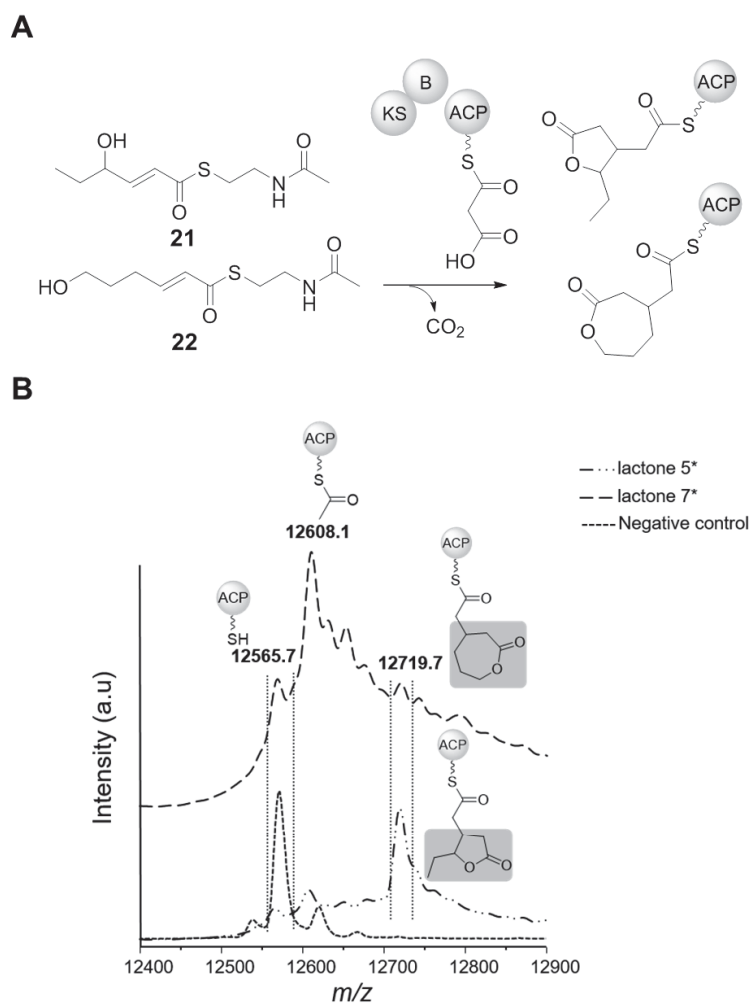 A
OH
S
O
N
H
O
21
HO
S
O
N
H
O
22
KS
B
ACP
S
O
O
HO
CO2
O
O
O
S
ACP
O
O
O
S
ACP
B
ACP
S
O
12608.1
ACP
SH
12565.7
12719.7
ACP
S
O
O
O
ACP
S
O
O
O
lactone 5*
lactone 7*
Negative control
Intensity (a.u)
12400 12500 12600 12700 12800 12900
m/z